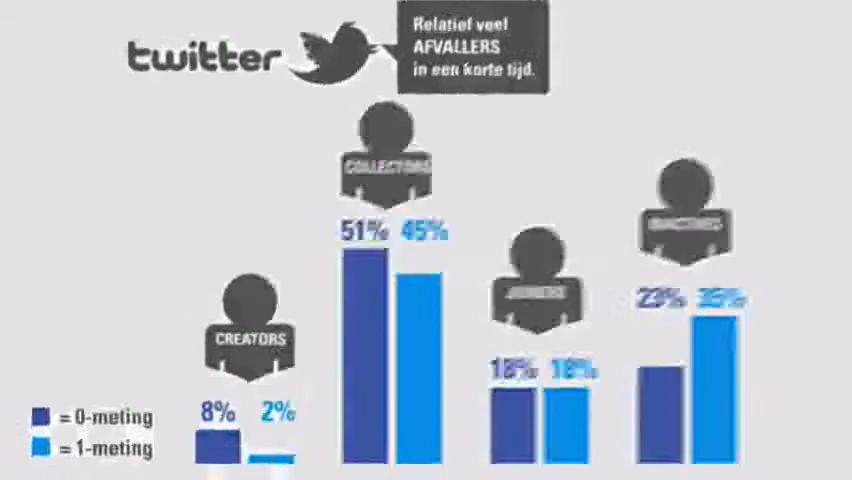 twitter
Relatief veel
AFVALLERS
in een korte tijd.
COLLECTORS
51% 45%
23% 35%
18% 18%
CREATORS
8% 2%
= 0-meting
= 1-meting